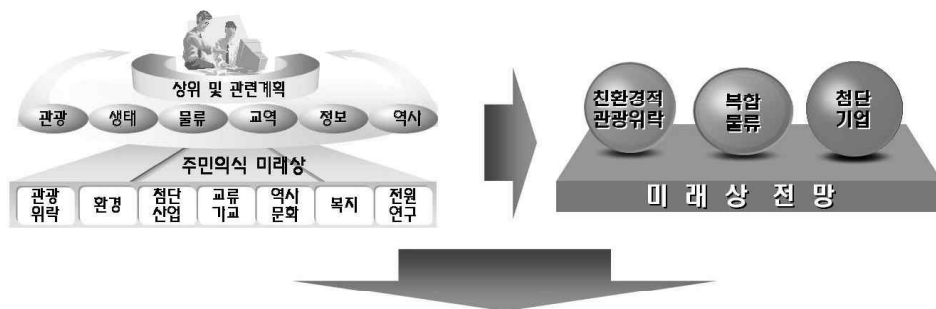 상위 및 관련계획
관광 생태 물류 교역 정보 역사
주민의식 미래상
관광
위락
환경
첨단
산업
교류
기교
역사
문화
복지
전원
연구
친환경적
관광위락
복합
물류
첨단
기업
미래상 전망